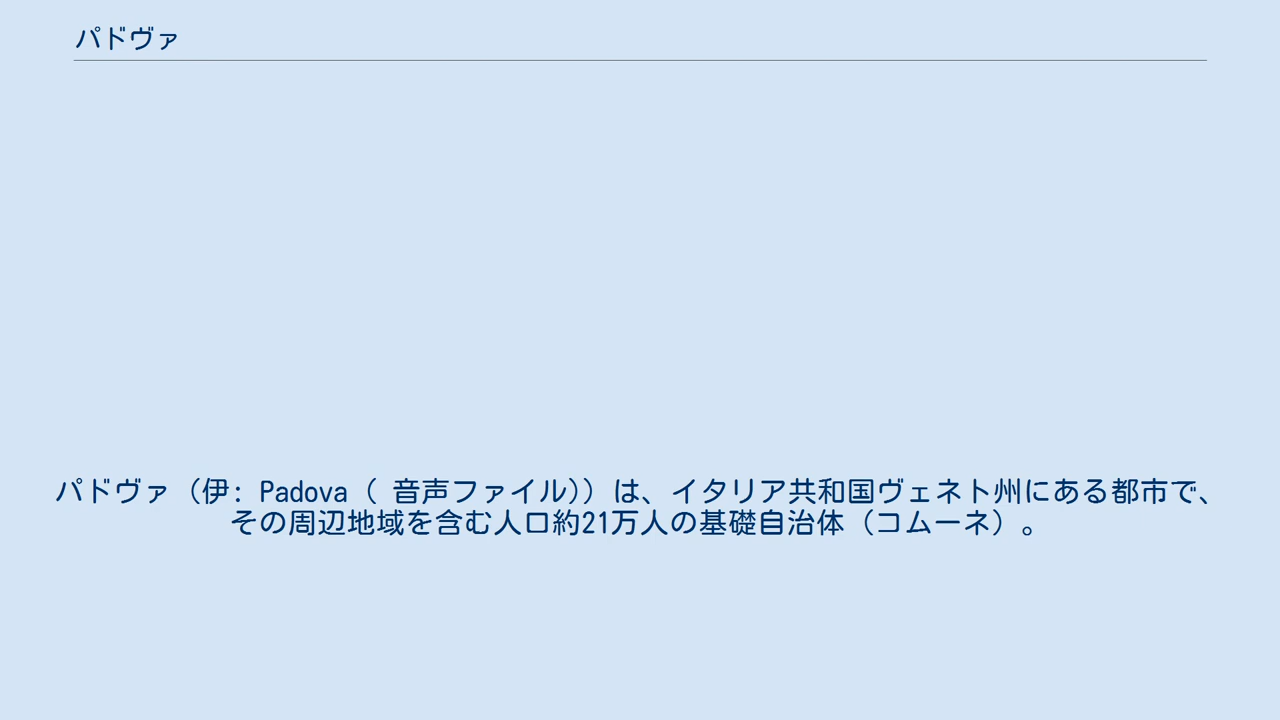 パドヴァ
パドヴァ（伊: Padova（ 音声ファイル)）は、イタリア共和国ヴェネト州にある都市で、
その周辺地域を含む人口約21万人の基礎自治体（コムーネ）。